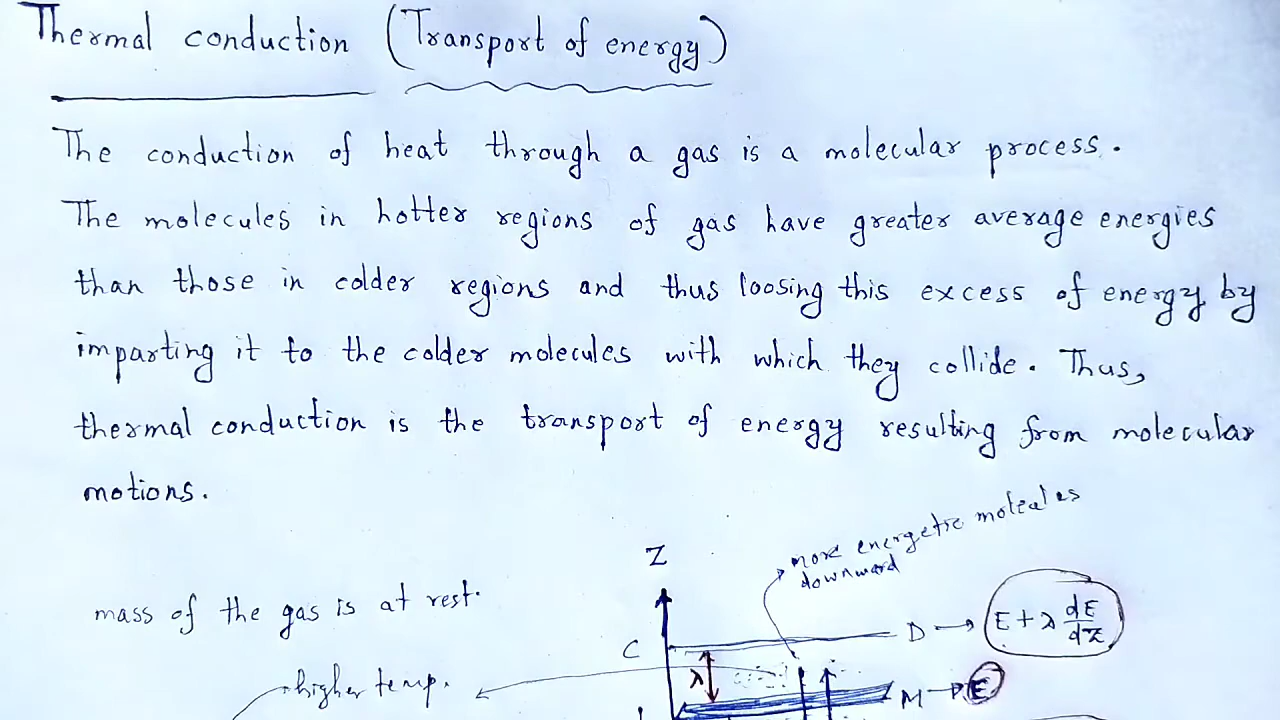 Thermal conduction (Transport of energy)
The conduction of heat through a gas is a molecular process.
The molecules in hotter regions of gas have greater average energies
than those in colder regions and thus loosing this excess of energy by
imparting it to the colder molecules with which they collide. Thus,
thermal conduction is the transport of energy resulting from molecular
motions.
more energetic molecules
downward
Z
mass of the gas is at rest.
C D → E + λ dE/dz
higher temp.
λ
M → E